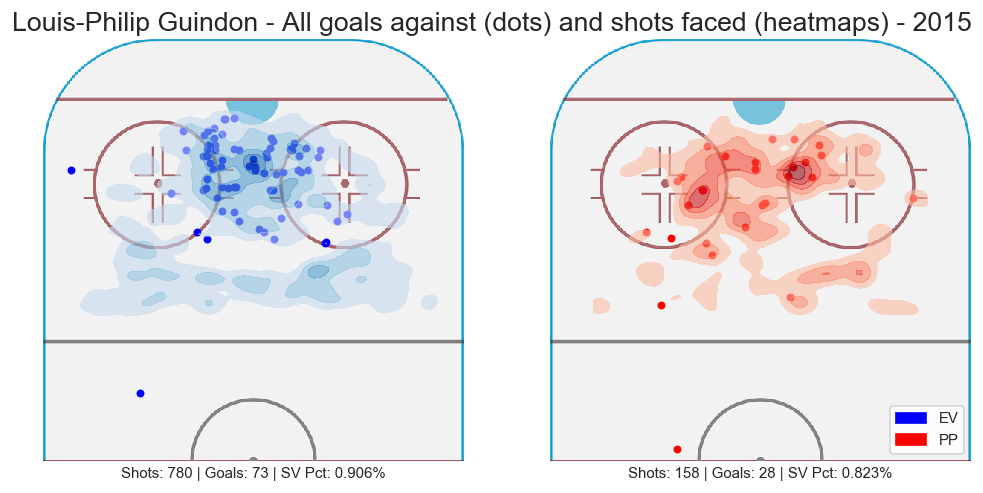 Louis-Philip Guindon - All goals against (dots) and shots faced (heatmaps) - 2015
EV
PP
Shots: 780 | Goals: 73 | SV Pct: 0.906%
Shots: 158 | Goals: 28 | SV Pct: 0.823%